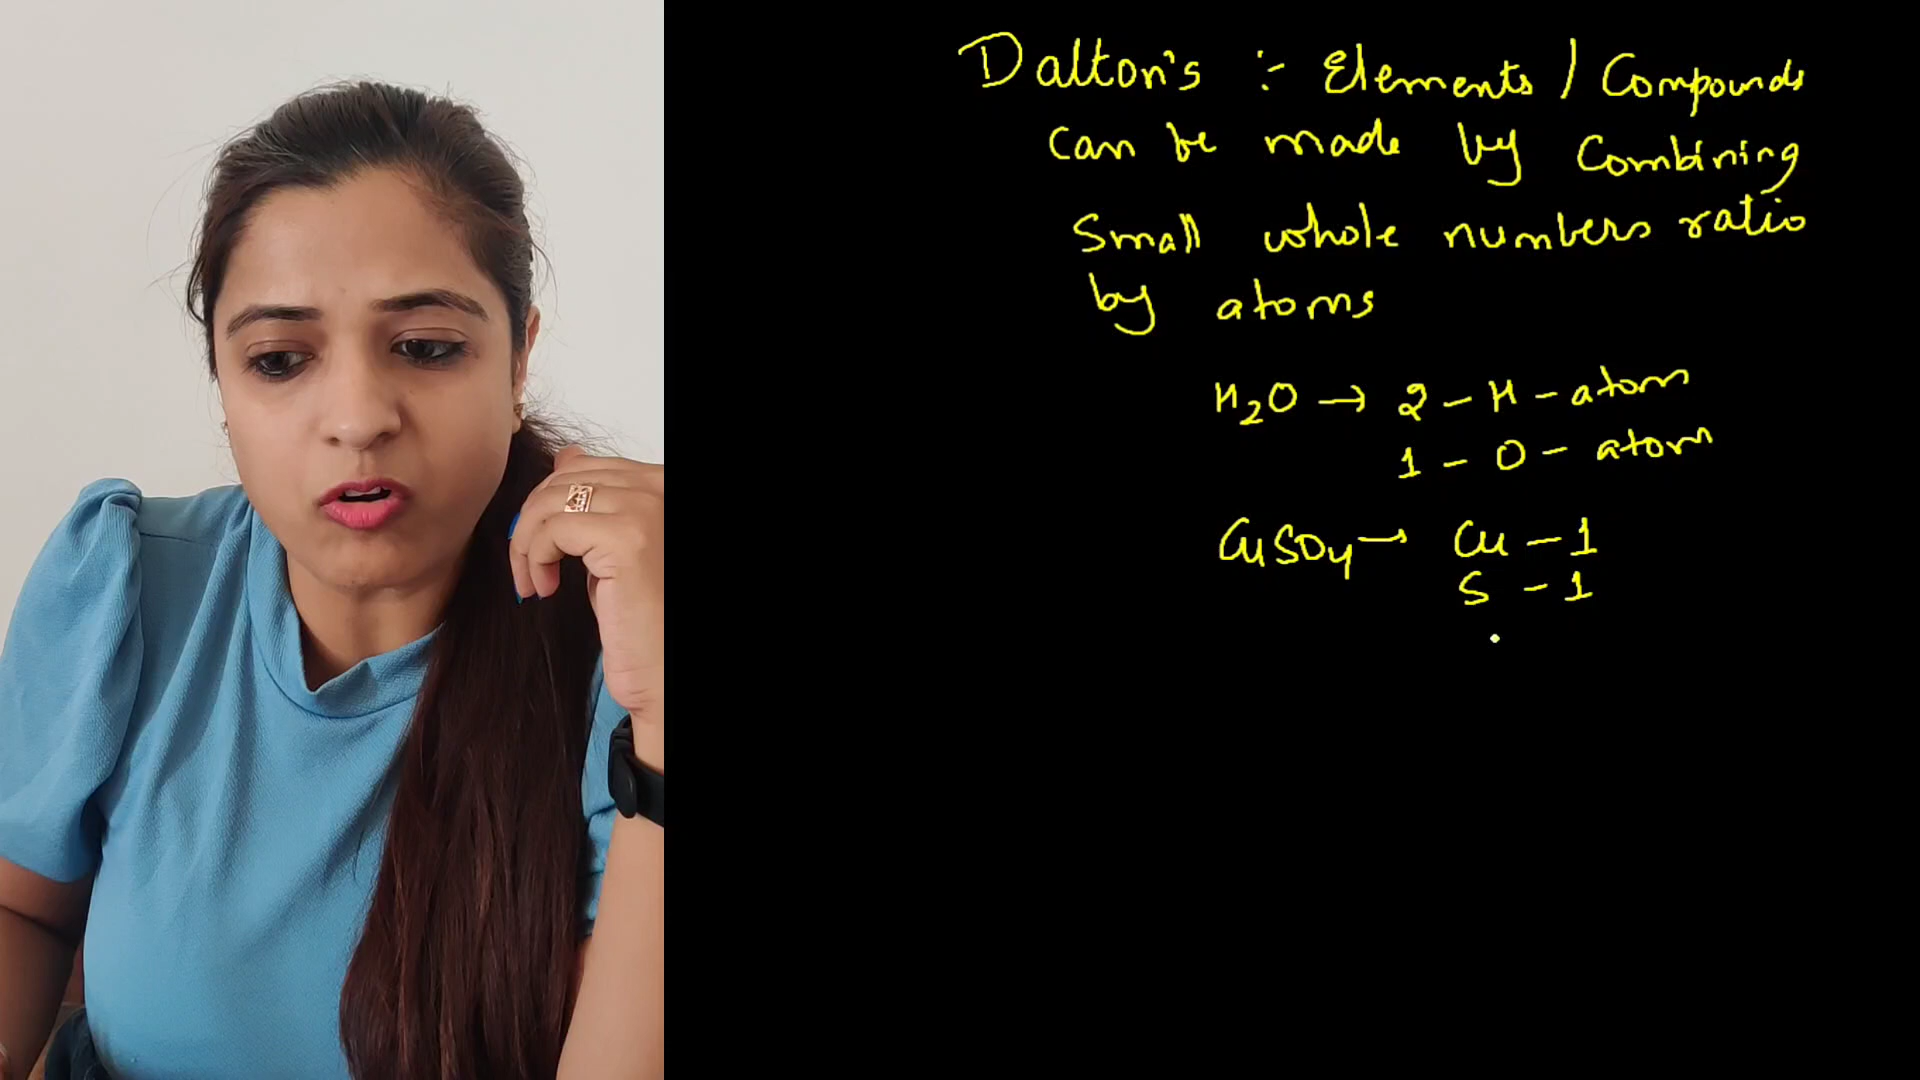 Dalton's :- Elements / Compounds
can be made by Combining
Small whole numbers ratio
by atoms
H₂O → 2 - H - atom
1 - O - atom
CuSO₄ → Cu - 1
S - 1